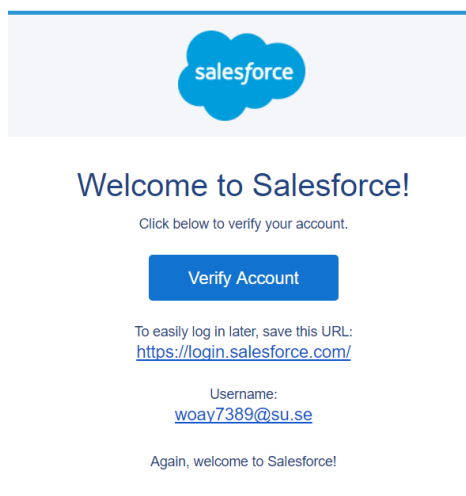 salesforce
Welcome to Salesforce!
Click below to verify your account.
Verify Account
To easily log in later, save this URL:
https://login.salesforce.com/
Username:
woay7389@su.se
Again, welcome to Salesforce!